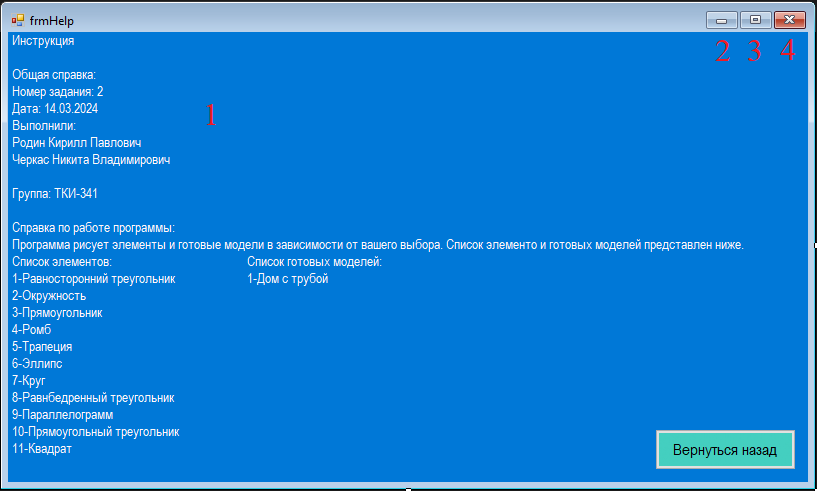 frmHelp
Инструкция
2 3 4
Общая справка:
Номер задания: 2
Дата: 14.03.2024
1
Выполнили:
Родин Кирилл Павлович
Черкас Никита Владимирович
Группа: ТКИ-341
Справка по работе программы:
Программа рисует элементы и готовые модели в зависимости от вашего выбора. Список элементо и готовых моделей представлен ниже.
Список элементов: Список готовых моделей:
1-Равносторонний треугольник 1-Дом с трубой
2-Окружность
3-Прямоугольник
4-Ромб
5-Трапеция
6-Эллипс
7-Круг
8-Равнбедренный треугольник
9-Параллелограмм
10-Прямоугольный треугольник
11-Квадрат
Вернуться назад